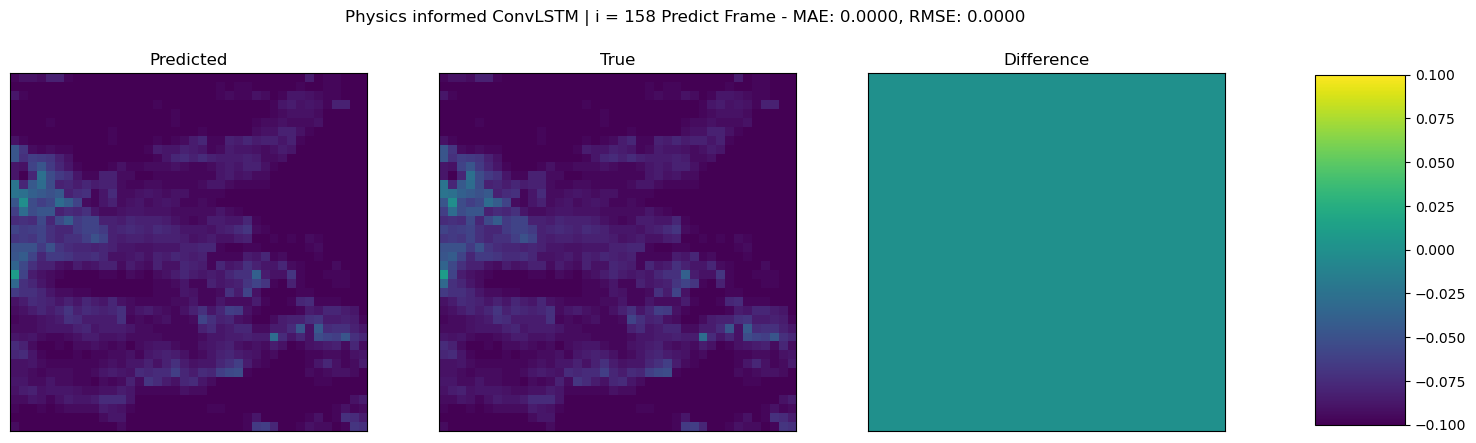 Physics informed ConvLSTM | i = 158 Predict Frame - MAE: 0.0000, RMSE: 0.0000
Predicted
True
Difference
0.100
0.075
0.050
0.025
0.000
−0.025
−0.050
−0.075
−0.100